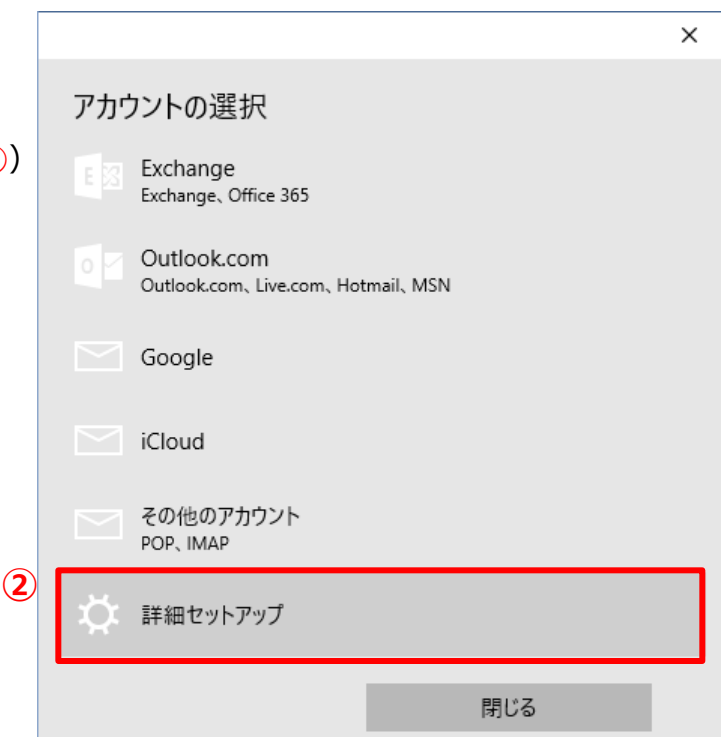 アカウントの選択
)
Exchange
Exchange、Office 365
Outlook.com
Outlook.com、Live.com、Hotmail、MSN
Google
iCloud
その他のアカウント
POP、IMAP
②
詳細セットアップ
閉じる